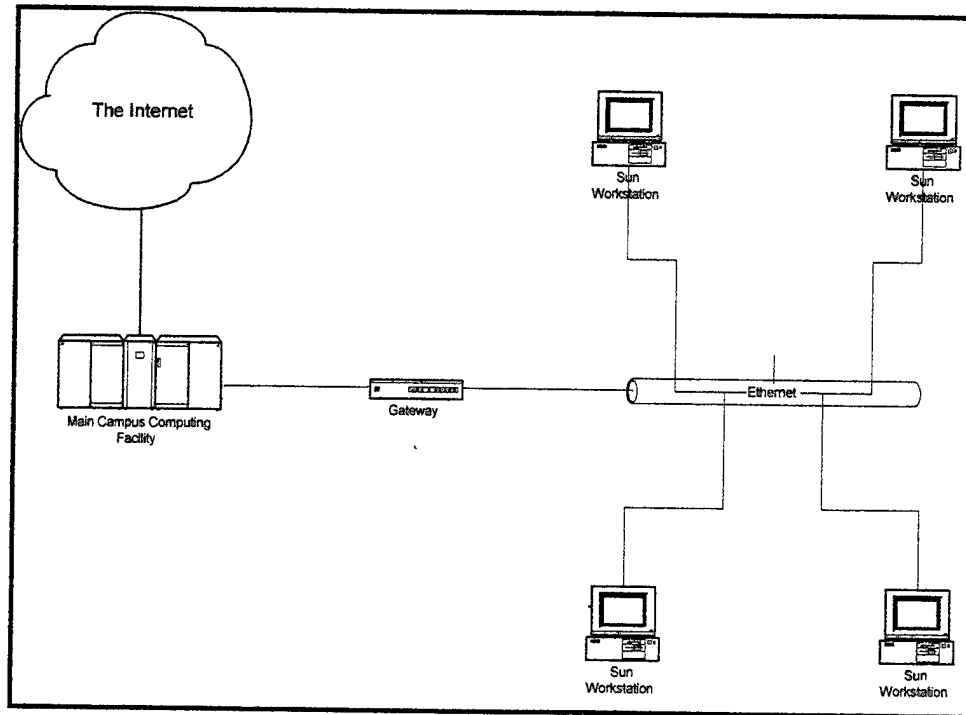 The Internet
Sun
Workstation
Sun
Workstation
Main Campus Computing
Facility
Gateway
Ethernet
Sun
Workstation
Sun
Workstation